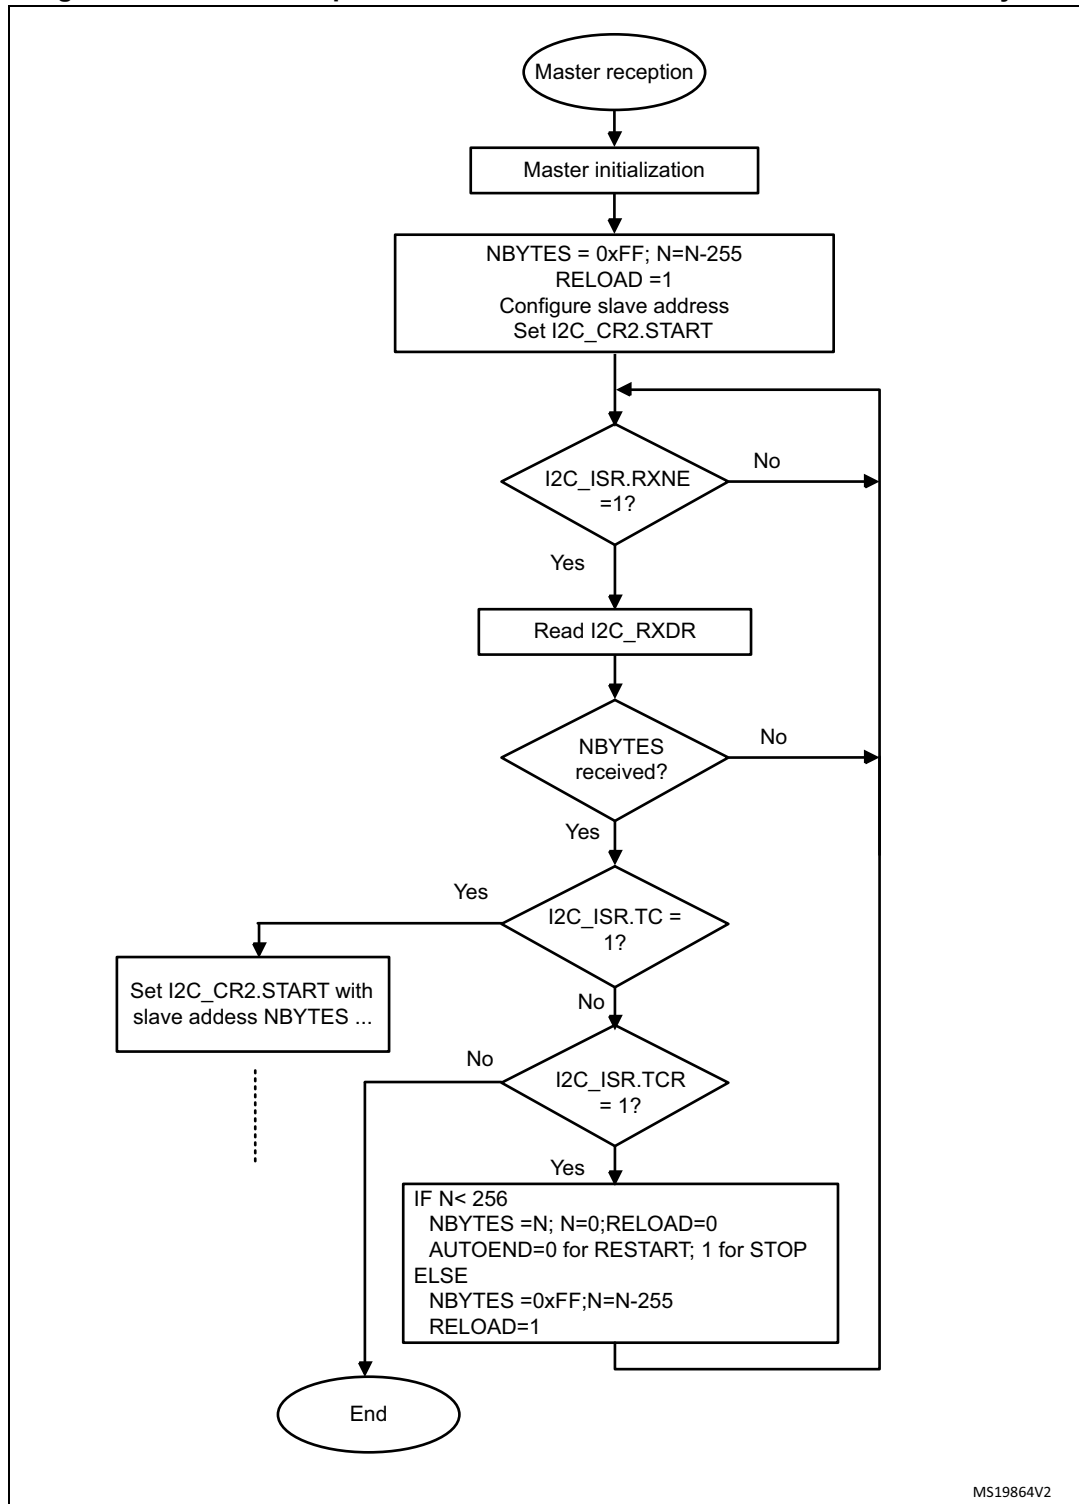 Master reception
Master initialization
NBYTES = 0xFF; N=N-255
RELOAD =1
Configure slave address
Set I2C_CR2.START
I2C_ISR.RXNE
=1?
No
Yes
Read I2C_RXDR
NBYTES
received?
No
Yes
I2C_ISR.TC =
1?
Yes
Set I2C_CR2.START with
slave addess NBYTES ...
No
I2C_ISR.TCR
= 1?
No
Yes
IF N< 256
NBYTES =N; N=0;RELOAD=0
AUTOEND=0 for RESTART; 1 for STOP
ELSE
NBYTES =0xFF;N=N-255
RELOAD=1
End
MS19864V2